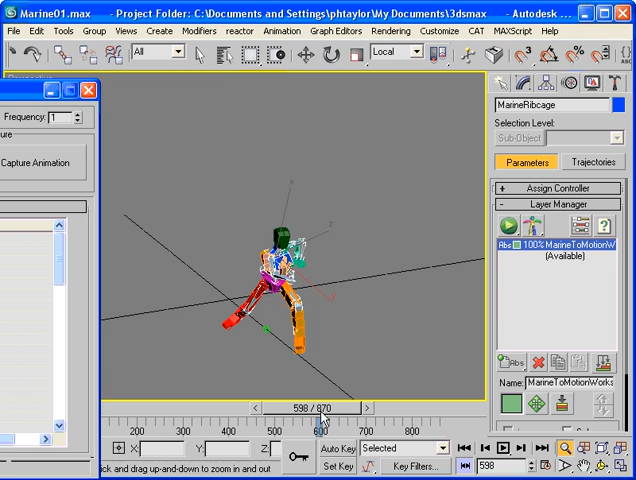 Marine01.max - Project Folder: C:\Documents and Settings\phtaylor\My Documents\3dsmax - Autodesk ...
File Edit Tools Group Views Create Modifiers reactor Animation Graph Editors Rendering Customize CAT MAXScript Help
All
Local
MarineRibcage
Frequency: 1
Selection Level:
Sub-Object
Capture Animation
Parameters Trajectories
+ Assign Controller
- Layer Manager
Abs 100% MarineToMotionW
(Available)
Abs
Name: MarineToMotionWorks
598 / 870
200 300 400 500 600 700 800
X: Y: Z: Auto Key Selected
ick and drag up-and-down to zoom in and out Set Key Key Filters... 598